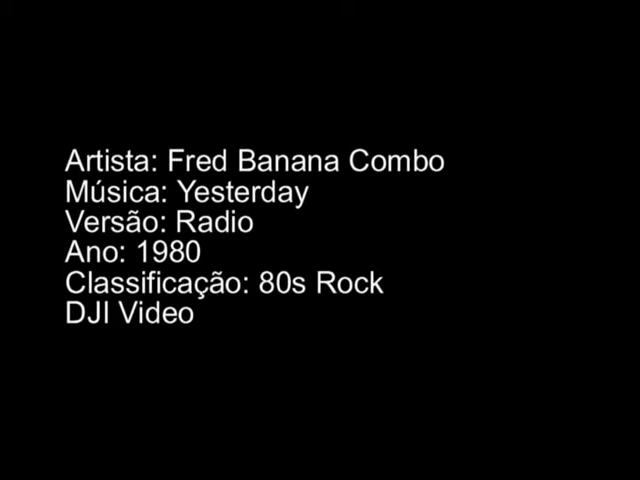 Artista: Fred Banana Combo
Música: Yesterday
Versão: Radio
Ano: 1980
Classificação: 80s Rock
DJI Video